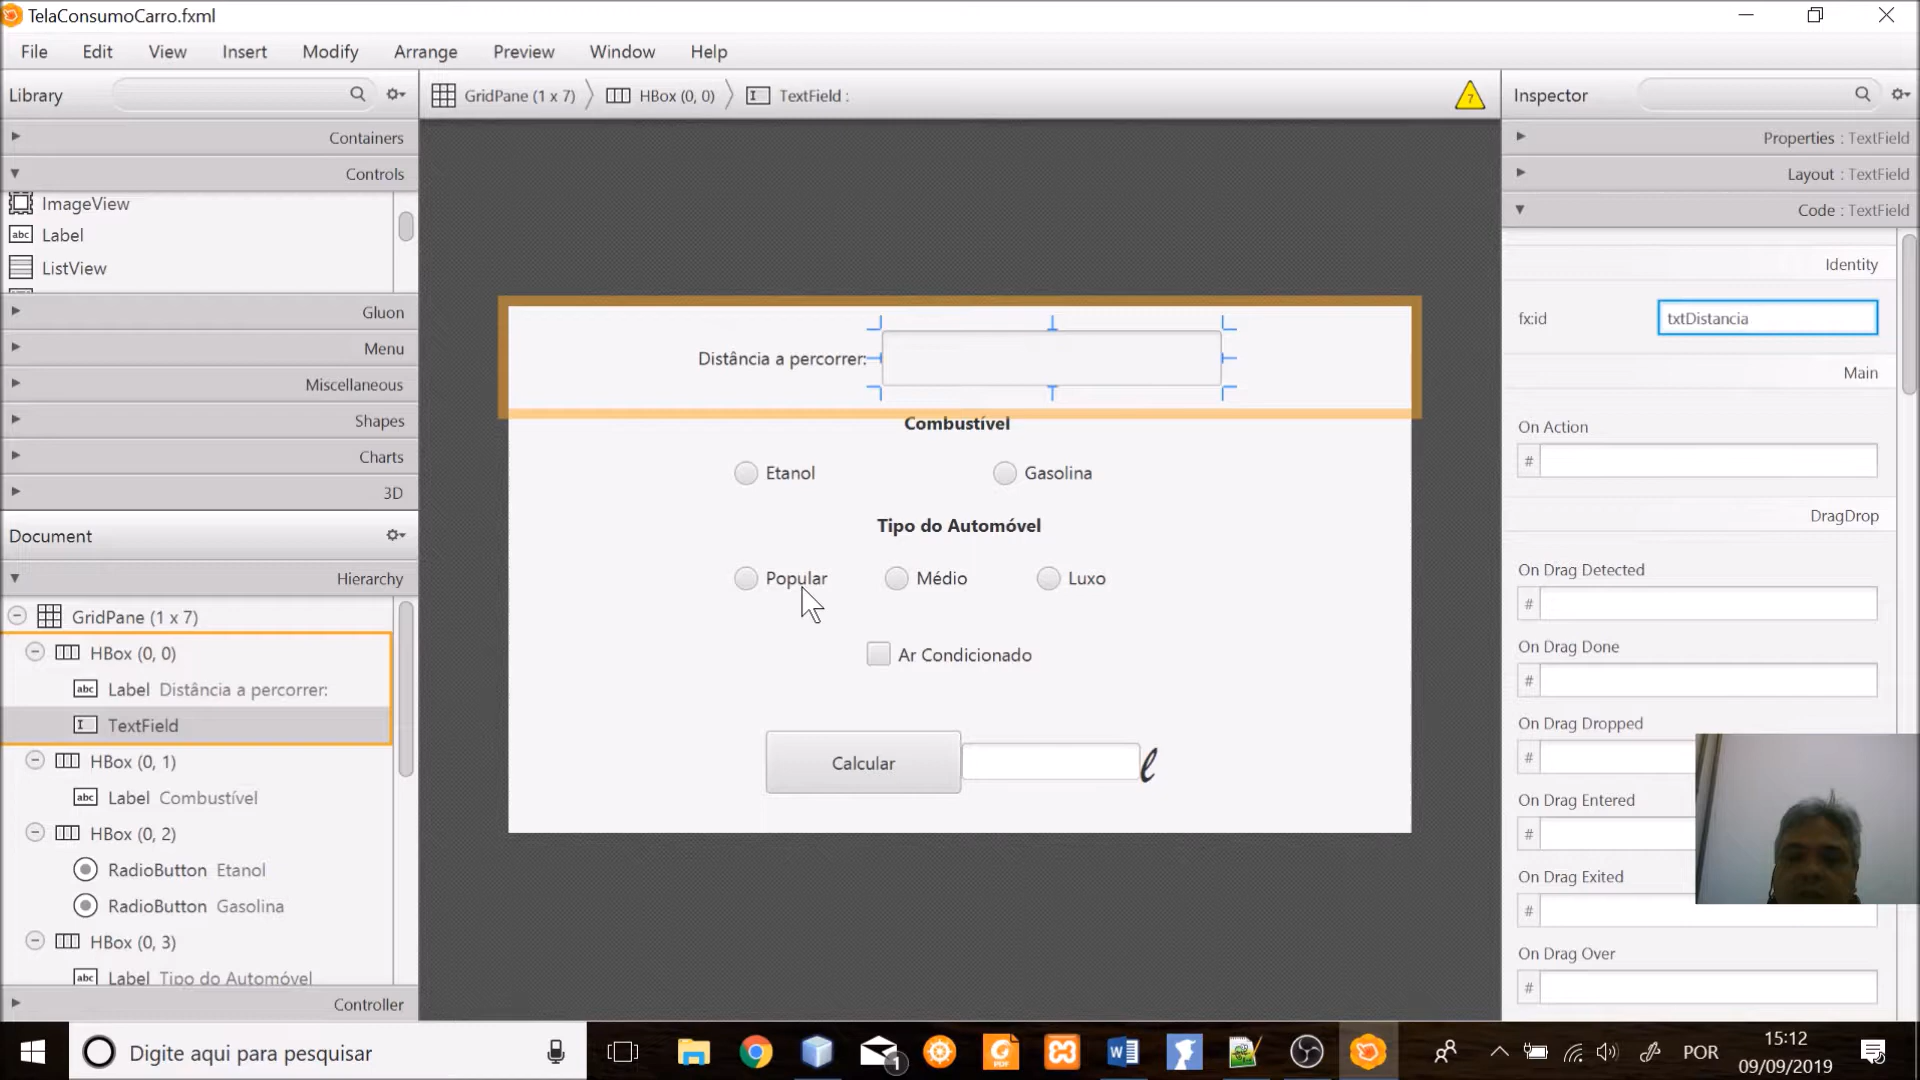 TelaConsumoCarro.fxml
File Edit View Insert Modify Arrange Preview Window Help
Library
GridPane (1 x 7) HBox (0, 0) TextField :
7
Inspector
Containers
Controls
ImageView
Label
ListView
Gluon
Menu
Miscellaneous
Shapes
Charts
3D
Document
Hierarchy
GridPane (1 x 7)
HBox (0, 0)
Label Distância a percorrer:
TextField
HBox (0, 1)
Label Combustível
HBox (0, 2)
RadioButton Etanol
RadioButton Gasolina
HBox (0, 3)
Label Tipo do Automóvel
Controller
Distância a percorrer:
Combustível
Etanol Gasolina
Tipo do Automóvel
Popular Médio Luxo
Ar Condicionado
Calcular ℓ
Properties : TextField
Layout : TextField
Code : TextField
Identity
fx:id txtDistancia
Main
On Action
#
DragDrop
On Drag Detected
#
On Drag Done
#
On Drag Dropped
#
On Drag Entered
#
On Drag Exited
#
On Drag Over
#
Digite aqui para pesquisar
1
POR
15:12
09/09/2019